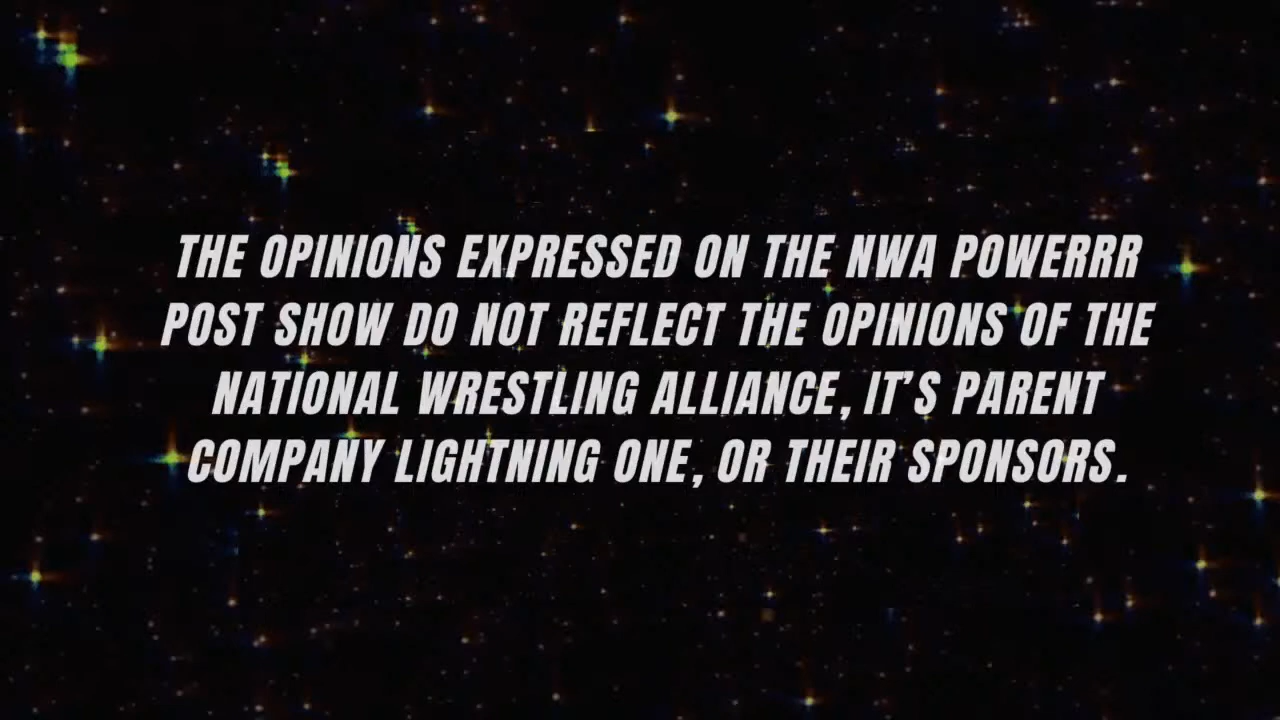 THE OPINIONS EXPRESSED ON THE NWA POWERRR
POST SHOW DO NOT REFLECT THE OPINIONS OF THE
NATIONAL WRESTLING ALLIANCE, IT’S PARENT
COMPANY LIGHTNING ONE, OR THEIR SPONSORS.